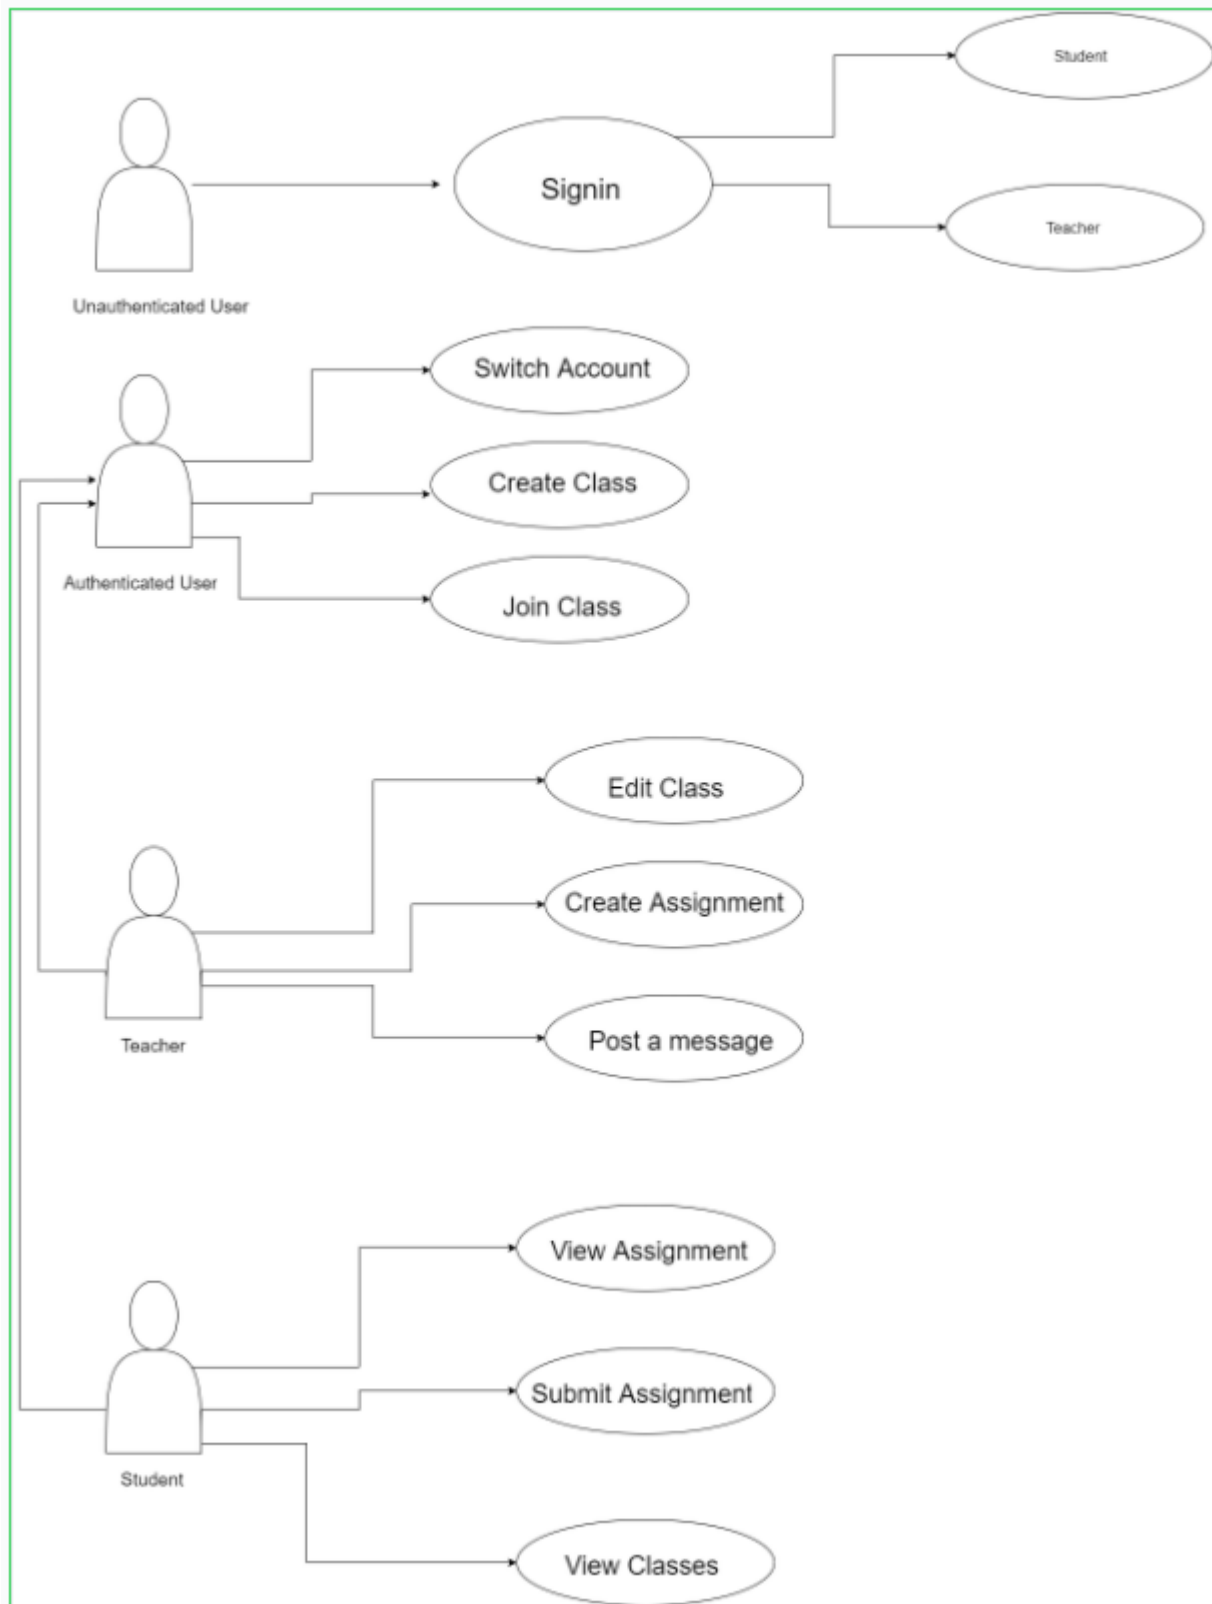 Student
Signin
Teacher
Unauthenticated User
Switch Account
Create Class
Authenticated User
Join Class
Edit Class
Create Assignment
Post a message
Teacher
View Assignment
Submit Assignment
Student
View Classes